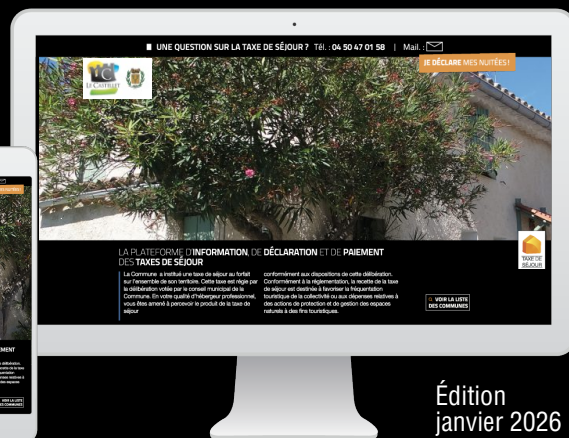 UNE QUESTION SUR LA TAXE DE SÉJOUR ? Tél. : 04 50 47 01 58 | Mail. :
JE DÉCLARE MES NUITÉES !
LE CASTELLET
LA PLATEFORME D'INFORMATION, DE DÉCLARATION ET DE PAIEMENT
DES TAXES DE SÉJOUR
La Commune a institué une taxe de séjour au forfait
sur l'ensemble de son territoire. Cette taxe est régie par
la délibération votée par le conseil municipal de la
Commune. En votre qualité d'hébergeur professionnel,
vous êtes amené à percevoir le produit de la taxe de
séjour
conformément aux dispositions de cette délibération.
Conformément à la réglementation, la recette de la taxe
de séjour est destinée à favoriser la fréquentation
touristique de la collectivité ou aux dépenses relatives à
des actions de protection et de gestion des espaces
naturels à des fins touristiques.
TAXE DE
SÉJOUR
VOIR LA LISTE
DES COMMUNES
EMENT
VOIR LA LISTE
DES COMMUNES
Édition
janvier 2026